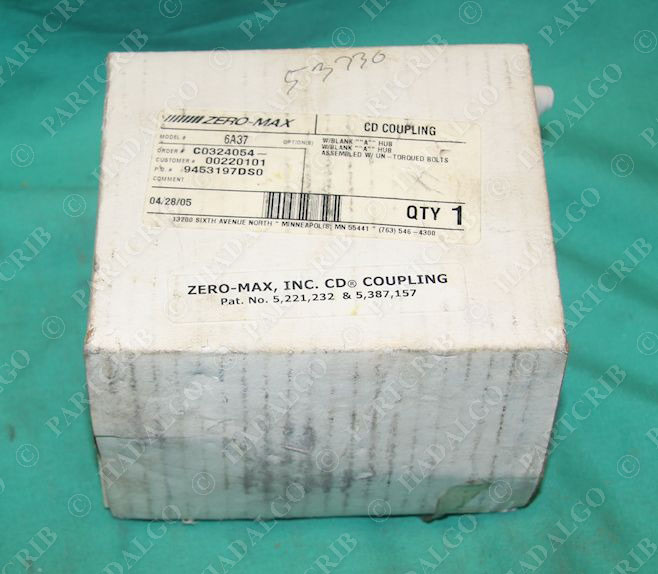 53730
ZERO-MAX CD COUPLING
MODEL # 6A37 OPTION(S) W/BLANK ""A"" HUB
W/BLANK ""A"" HUB
ASSEMBLED W/ UN-TORQUED BOLTS
ORDER # C0324054-
CUSTOMER # 00220101
P.O. # 9453197DS0
COMMENT
04/28/05 QTY 1
13200 SIXTH AVENUE NORTH * MINNEAPOLIS, MN 55441 * (763) 546-4300
ZERO-MAX, INC. CD® COUPLING
Pat. No. 5,221,232 & 5,387,157
© PARTCRIB
© HADALGO